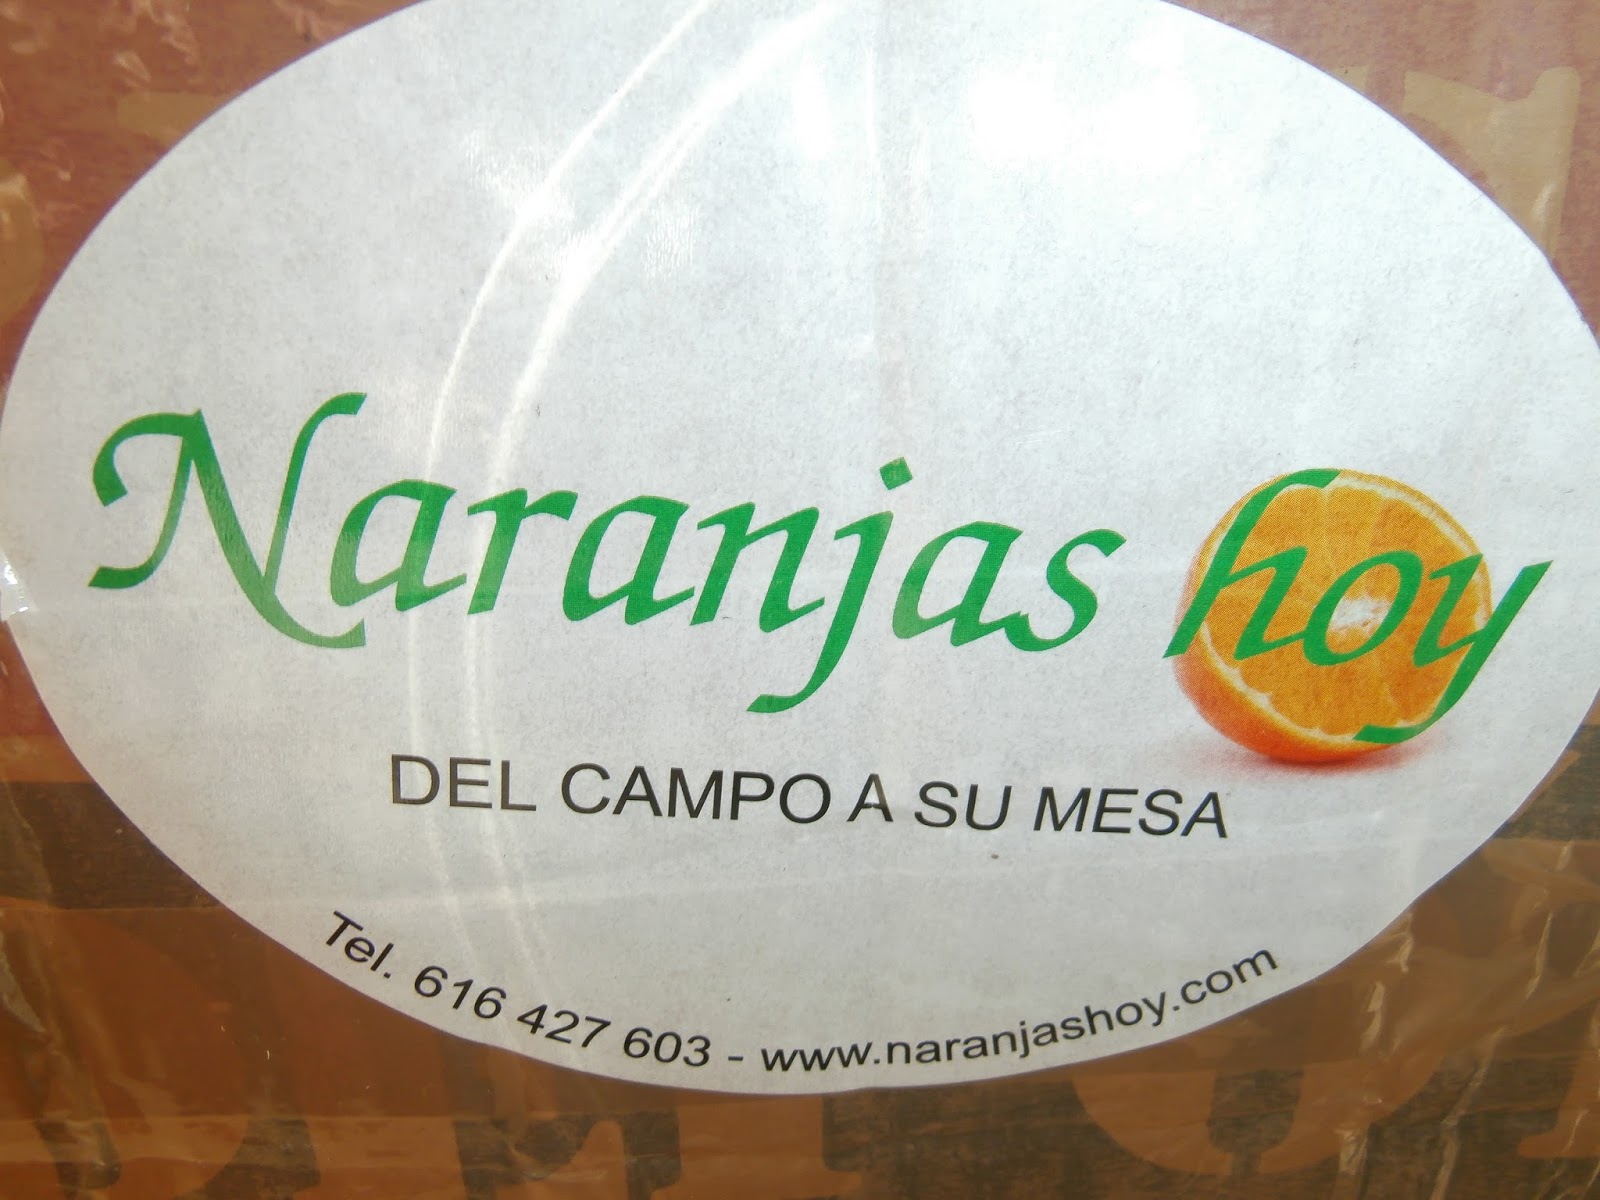 Naranjas hoy
DEL CAMPO A SU MESA
Tel. 616 427 603 - www.naranjashoy.com